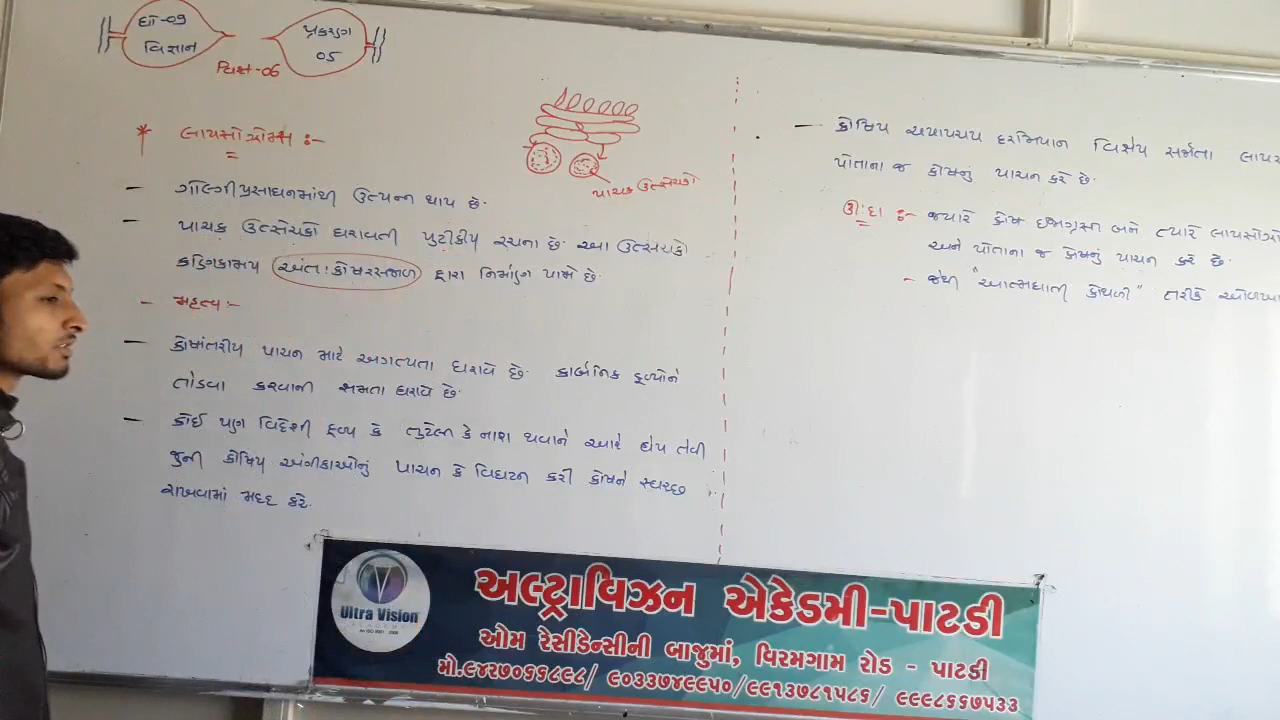 ધો-09
વિજ્ઞાન
પ્રકરણ
05
વિક્ષ-06
* લાયસોઝોમ્સ :-
પાચક ઉત્સેચકો
- ગોલ્ગીપ્રસાધનમાંથી ઉત્પન્ન થાય છે.
- પાચક ઉત્સેચકો ધરાવતી પુટીકીય રચના છે. આ ઉત્સેચકો
કણિકામય અંતઃકોષરસજાળ દ્વારા નિર્માણ પામે છે.
- મહત્વ:-
- કોષાંતરીય પાચન માટે અગત્યતા ધરાવે છે. કાર્બનિક દ્રવ્યોને
તોડવા કરવાની ક્ષમતા ધરાવે છે.
- કોઈ પણ વિદેશી દ્રવ્ય કે તુટેલી કે નાશ થવાને આરે હોય તેવી
જુની કોષિય અંગીકાઓનું પાચન કે વિઘટન કરી કોષને સ્વચ્છ
રાખવામાં મદદ કરે.
- કોષિય ચયાપચય દરમિયાન વિક્ષેપ સર્જાતા લાય
પોતાના જ કોષનું પાચન કરે છે.
ઉ.દા :- જ્યારે કોષ ઇજાગ્રસ્ત બને ત્યારે લાયસોઝો
અને પોતાના જ કોષનું પાચન કરે છે.
- જેથી "આત્મઘાતી કોથળી" તરીકે ઓળખા
Ultra Vision
અલ્ટ્રાવિઝન એકેડમી-પાટડી
ઓમ રેસીડેન્સીની બાજુમાં, વિરમગામ રોડ - પાટડી
મો.૯૪૨૭૦૬૬૮૯૮/ ૯૦૩૩૭૪૯૯૫૦/૯૯૧૩૭૮૧૫૮૬/ ૯૯૯૮૬૬૭૫૩૩